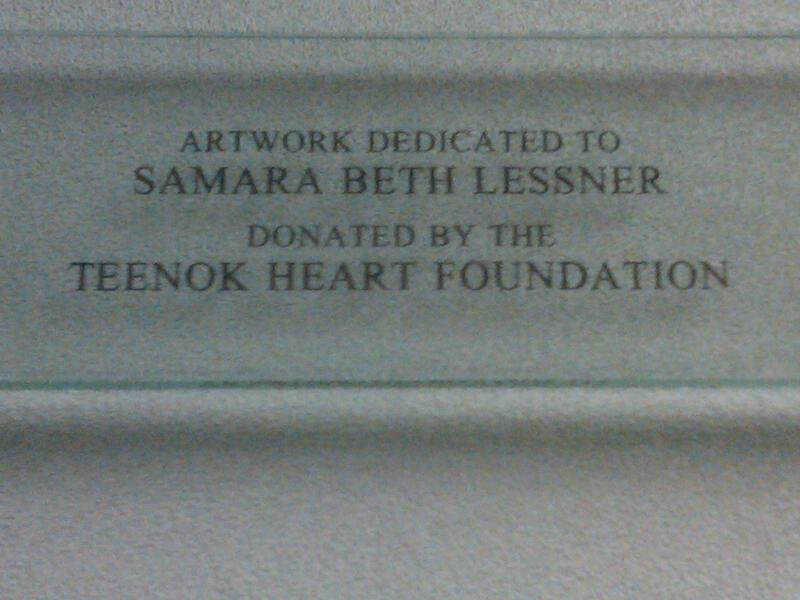 ARTWORK DEDICATED TO
SAMARA BETH LESSNER
DONATED BY THE
TEENOK HEART FOUNDATION